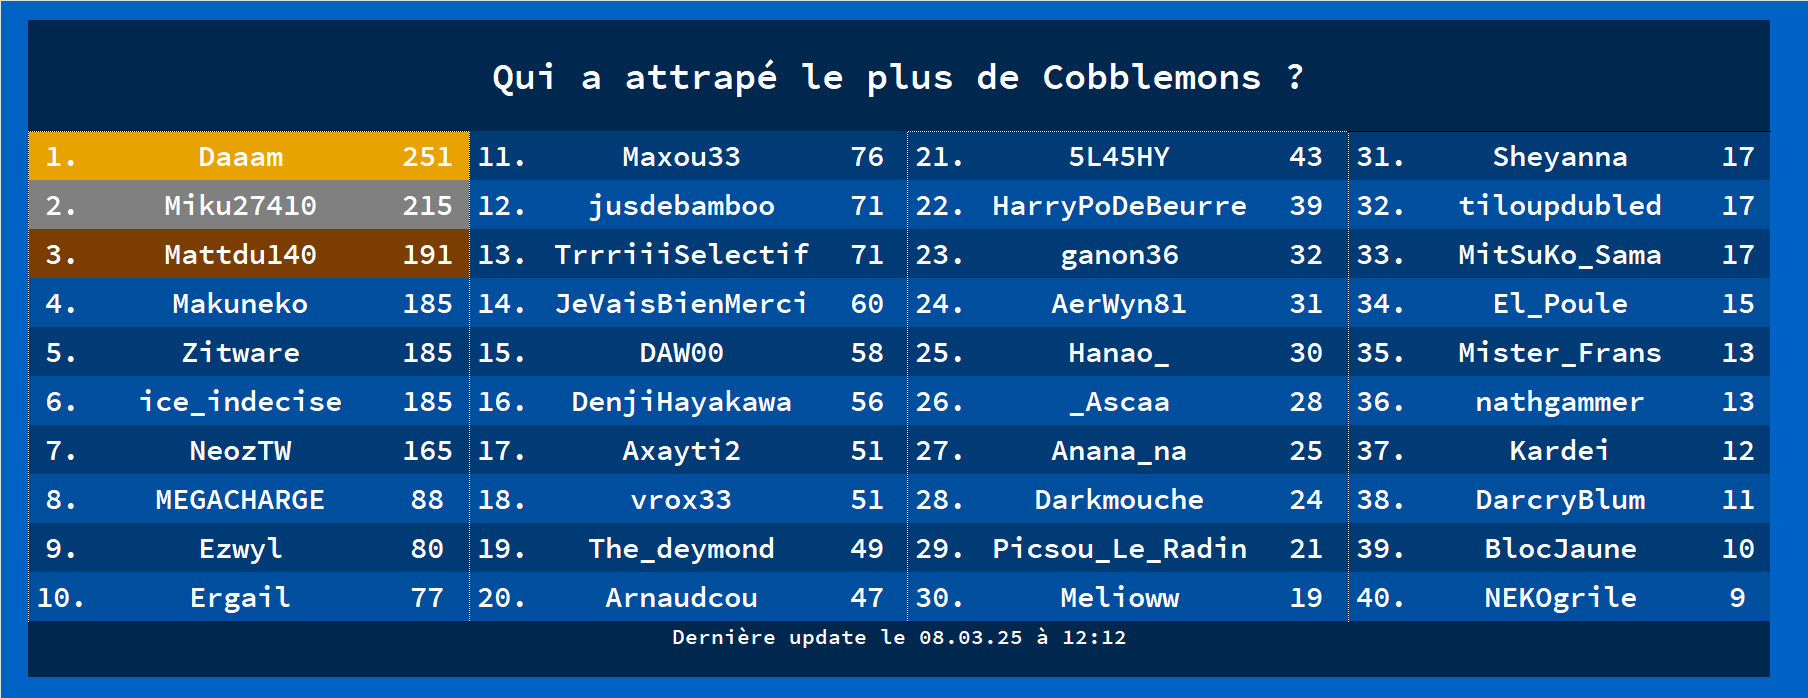 Qui a attrapé le plus de Cobblemons ?
1. Daaam 251
2. Miku27410 215
3. Mattdu140 191
4. Makuneko 185
5. Zitware 185
6. ice_indecise 185
7. NeozTW 165
8. MEGACHARGE 88
9. Ezwyl 80
10. Ergail 77
11. Maxou33 76
12. jusdebamboo 71
13. TrrriiiSelectif 71
14. JeVaisBienMerci 60
15. DAW00 58
16. DenjiHayakawa 56
17. Axayti2 51
18. vrox33 51
19. The_deymond 49
20. Arnaudcou 47
21. 5L45HY 43
22. HarryPoDeBeurre 39
23. ganon36 32
24. AerWyn81 31
25. Hanao_ 30
26. _Ascaa 28
27. Anana_na 25
28. Darkmouche 24
29. Picsou_Le_Radin 21
30. Melioww 19
31. Sheyanna 17
32. tiloupdubled 17
33. MitSuKo_Sama 17
34. El_Poule 15
35. Mister_Frans 13
36. nathgammer 13
37. Kardei 12
38. DarcryBlum 11
39. BlocJaune 10
40. NEKOgrile 9
Dernière update le 08.03.25 à 12:12